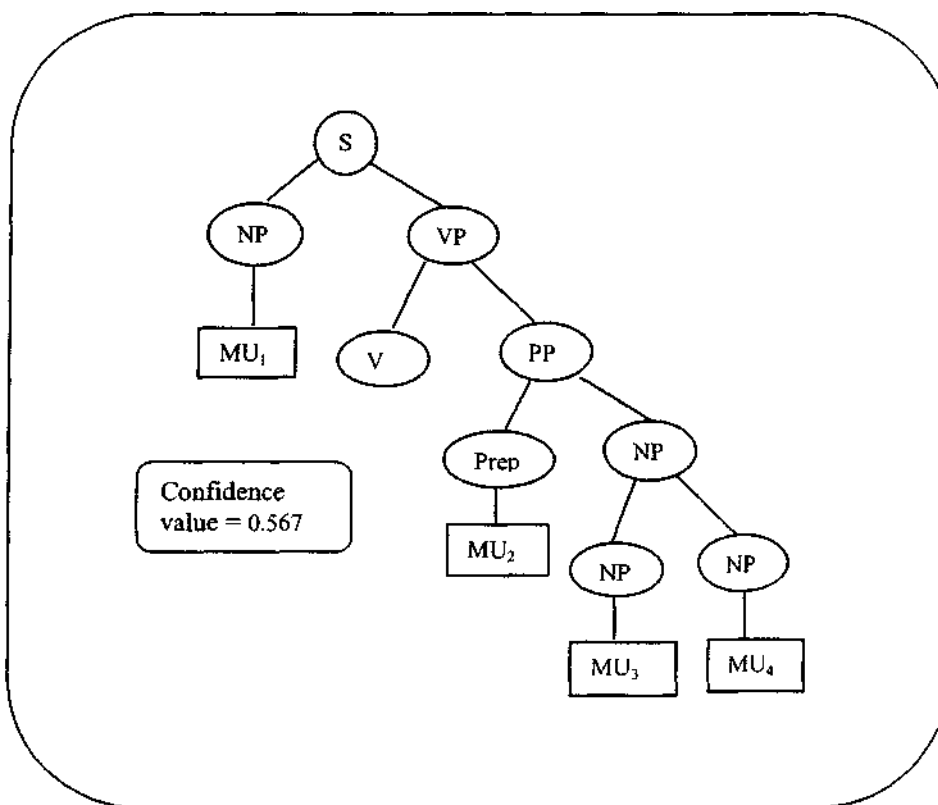 S
NP
VP
MU₁
V
PP
Prep
NP
Confidence
value = 0.567
MU₂
NP
NP
MU₃
MU₄